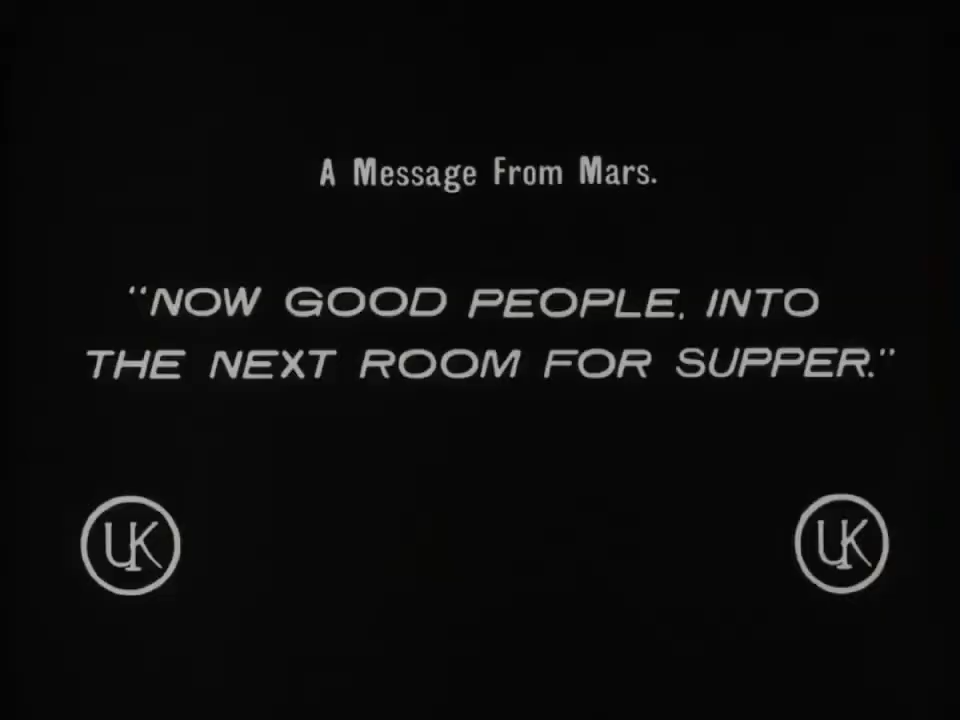 A Message From Mars.
"NOW GOOD PEOPLE, INTO
THE NEXT ROOM FOR SUPPER."
UK UK